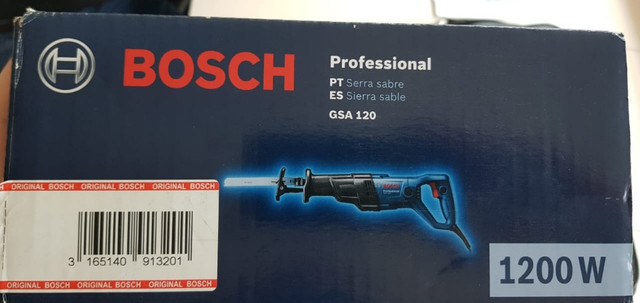 BOSCH
Professional
PT Serra sabre
ES Sierra sable
GSA 120
ORIGINAL BOSCH ORIGINAL BOSCH ORIGINAL BOSCH
3 165140 913201
ORIGINAL BOSCH ORIGINAL BOSCH ORIGINAL BOSCH
1200 W